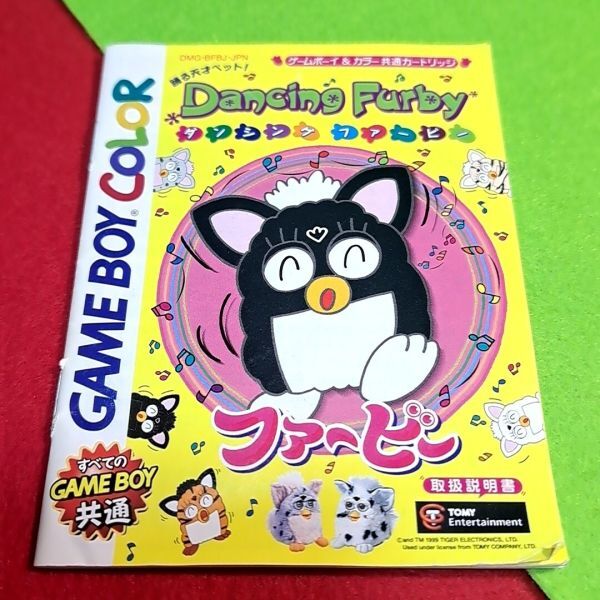 DMG-BFBJ-JPN
ゲームボーイ&カラー共通カートリッジ
踊る天才ペット!
Dancing Furby
ダンシング ファービー
GAME BOY COLOR
ファービー
すべての
GAME BOY
共通
取扱説明書
TOMY
Entertainment
©and TM 1999 TIGER ELECTRONICS, LTD.
Used under license from TOMY COMPANY, LTD.